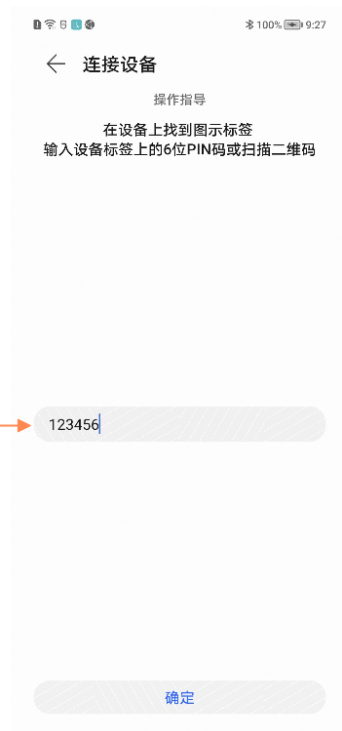 100% 9:27
连接设备
操作指导
在设备上找到图示标签
输入设备标签上的6位PIN码或扫描二维码
123456
确定